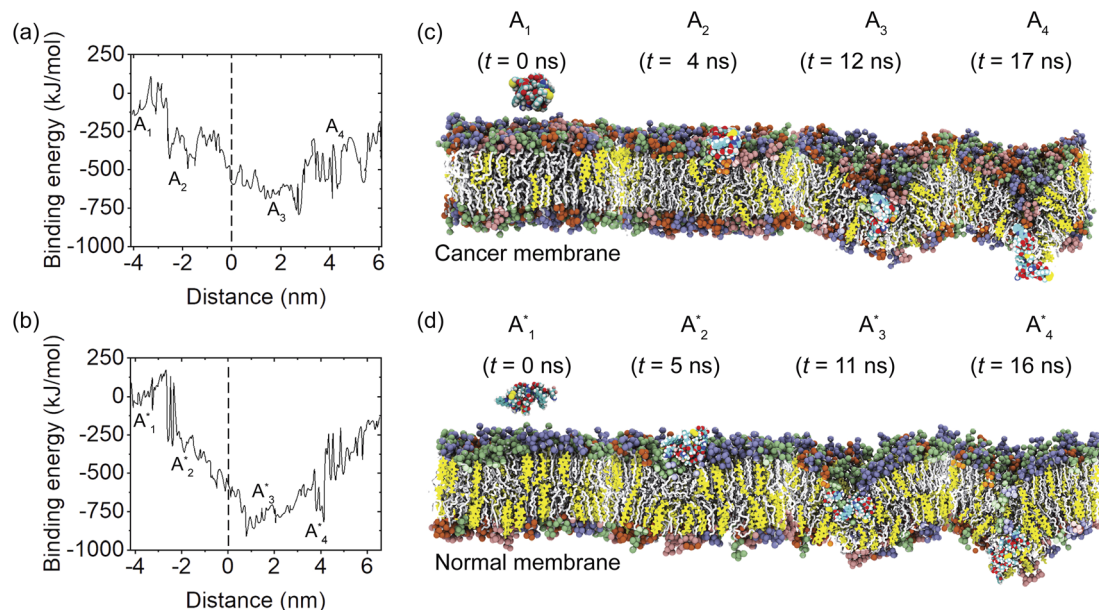 (a)
250
0
-250
-500
-750
-1000
Binding energy (kJ/mol)
A1
A2
A3
A4
-4 -2 0 2 4 6
Distance (nm)
(b)
250
0
-250
-500
-750
-1000
Binding energy (kJ/mol)
A*1
A*2
A*3
A*4
-4 -2 0 2 4 6
Distance (nm)
(c)
A1 A2 A3 A4
(t = 0 ns) (t = 4 ns) (t = 12 ns) (t = 17 ns)
Cancer membrane
(d)
A*1 A*2 A*3 A*4
(t = 0 ns) (t = 5 ns) (t = 11 ns) (t = 16 ns)
Normal membrane